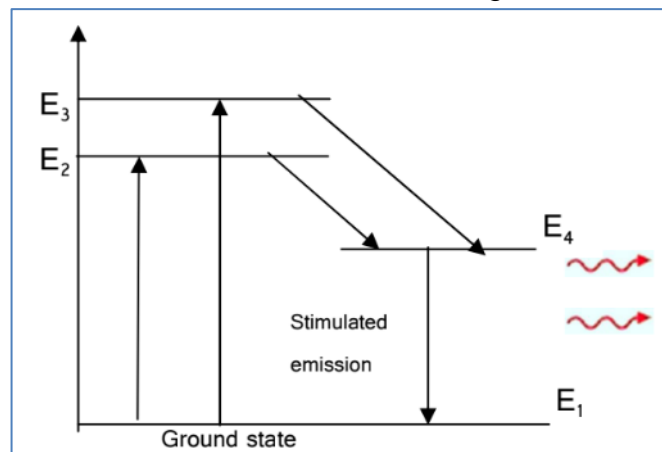 E₃
E₂
E₄
Stimulated
emission
E₁
Ground state